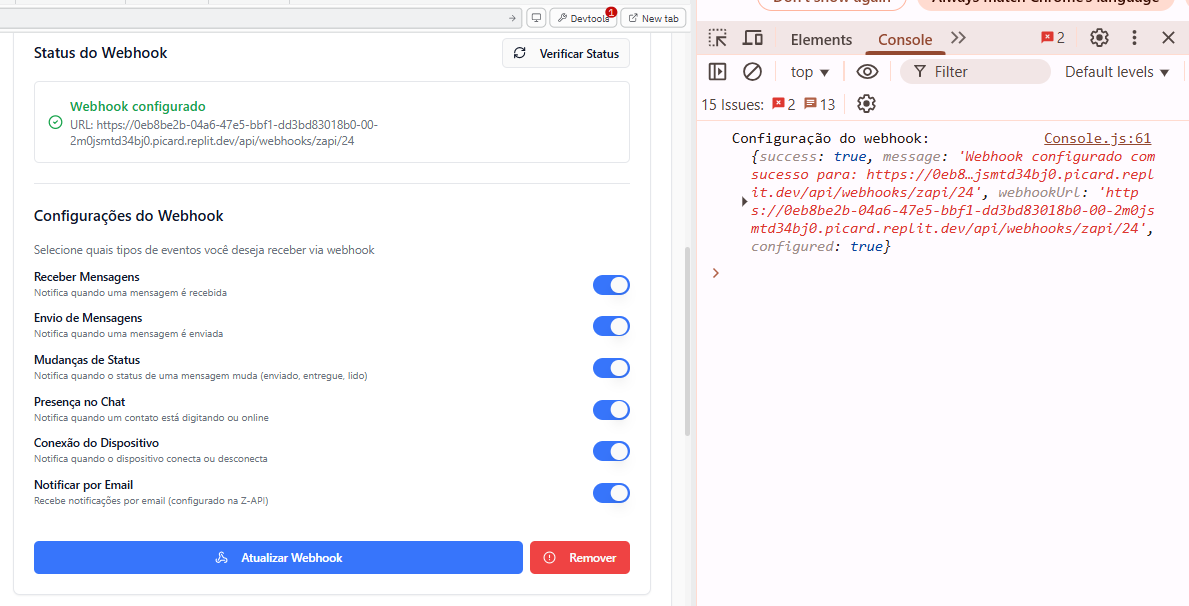 Devtools
1
New tab
Status do Webhook
Verificar Status
Webhook configurado
URL: https://0eb8be2b-04a6-47e5-bbf1-dd3bd83018b0-00-
2m0jsmtd34bj0.picard.replit.dev/api/webhooks/zapi/24
Configurações do Webhook
Selecione quais tipos de eventos você deseja receber via webhook
Receber Mensagens
Notifica quando uma mensagem é recebida
Envio de Mensagens
Notifica quando uma mensagem é enviada
Mudanças de Status
Notifica quando o status de uma mensagem muda (enviado, entregue, lido)
Presença no Chat
Notifica quando um contato está digitando ou online
Conexão do Dispositivo
Notifica quando o dispositivo conecta ou desconecta
Notificar por Email
Recebe notificações por email (configurado na Z-API)
Atualizar Webhook
Remover
Don't show again
Always match Chrome's language
Elements
Console
2
top
Filter
Default levels
15 Issues: 2 13
Configuração do webhook: Console.js:61
{success: true, message: 'Webhook configurado com
sucesso para: https://0eb8…jsmtd34bj0.picard.repl
it.dev/api/webhooks/zapi/24', webhookUrl: 'http
s://0eb8be2b-04a6-47e5-bbf1-dd3bd83018b0-00-2m0js
mtd34bj0.picard.replit.dev/api/webhooks/zapi/24',
configured: true}